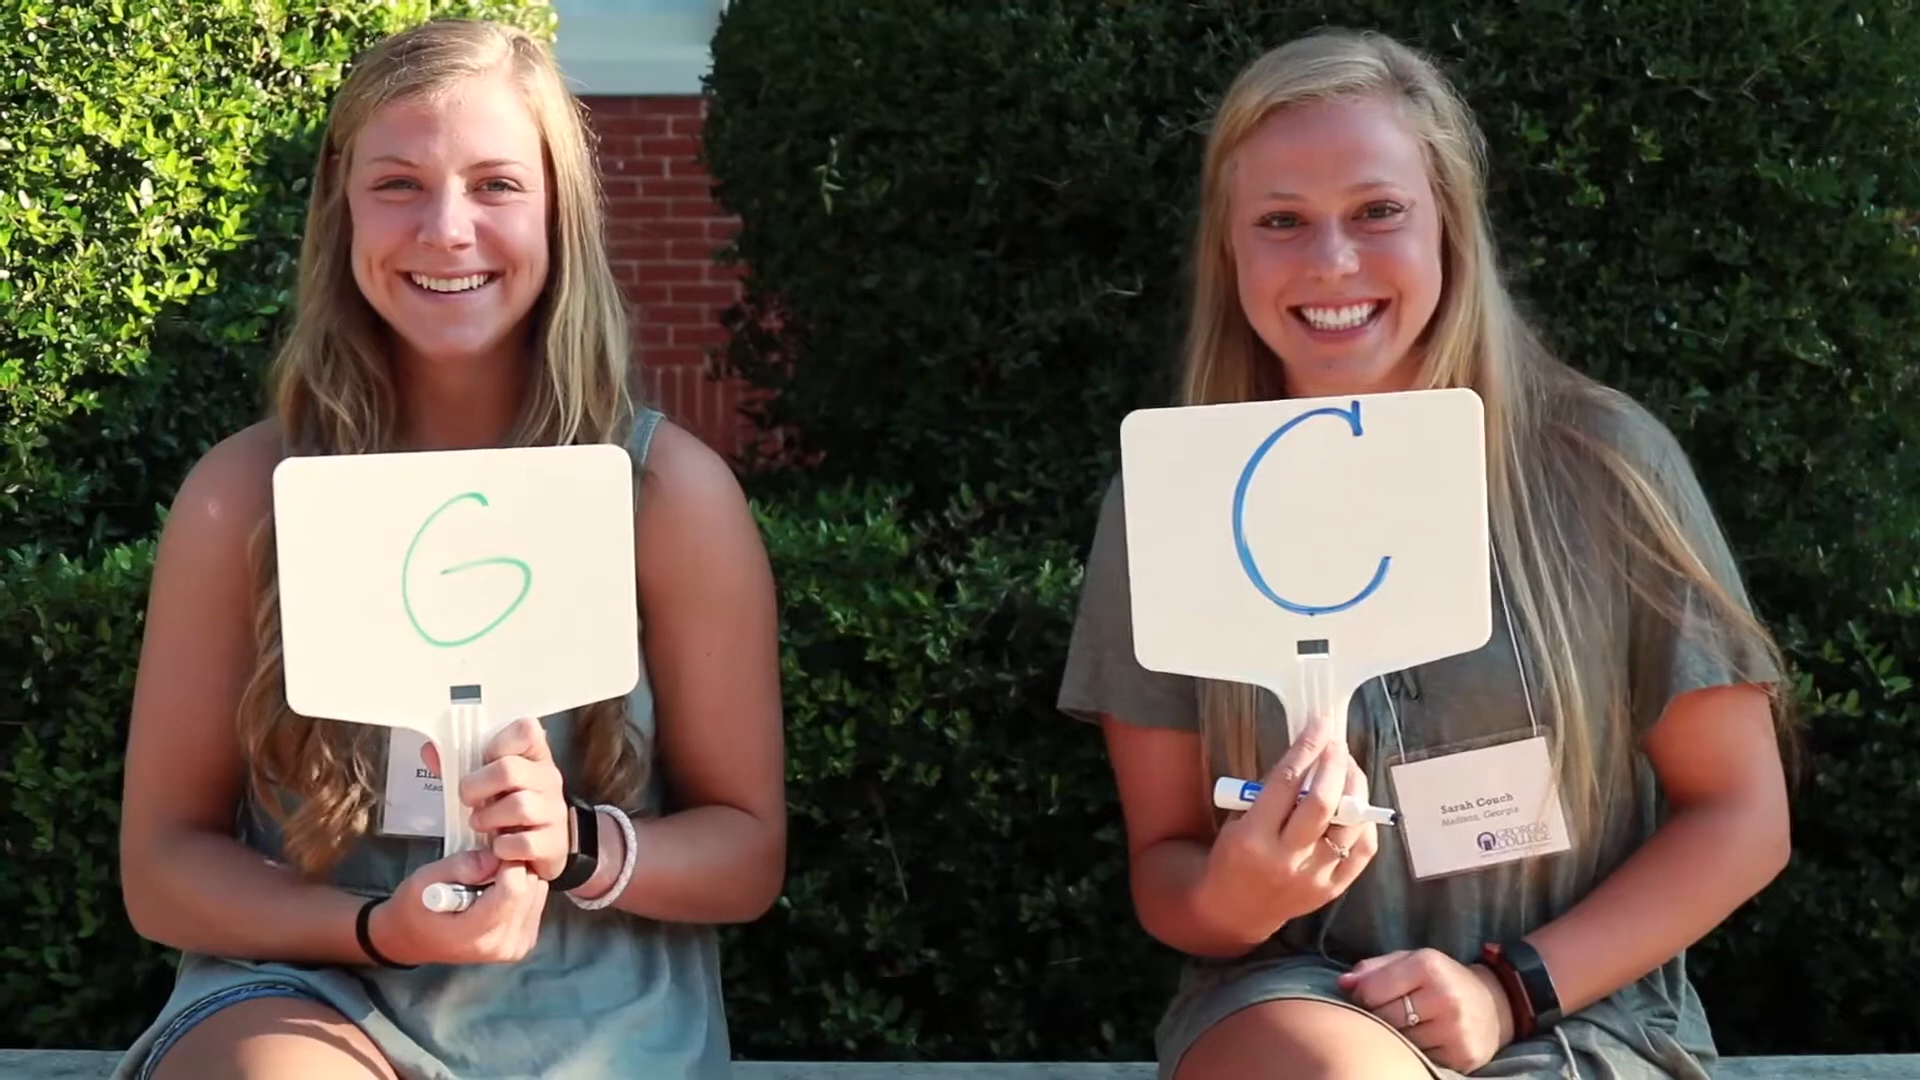 G
C
Sarah Couch
Madison, Georgia
GEORGIA
COLLEGE